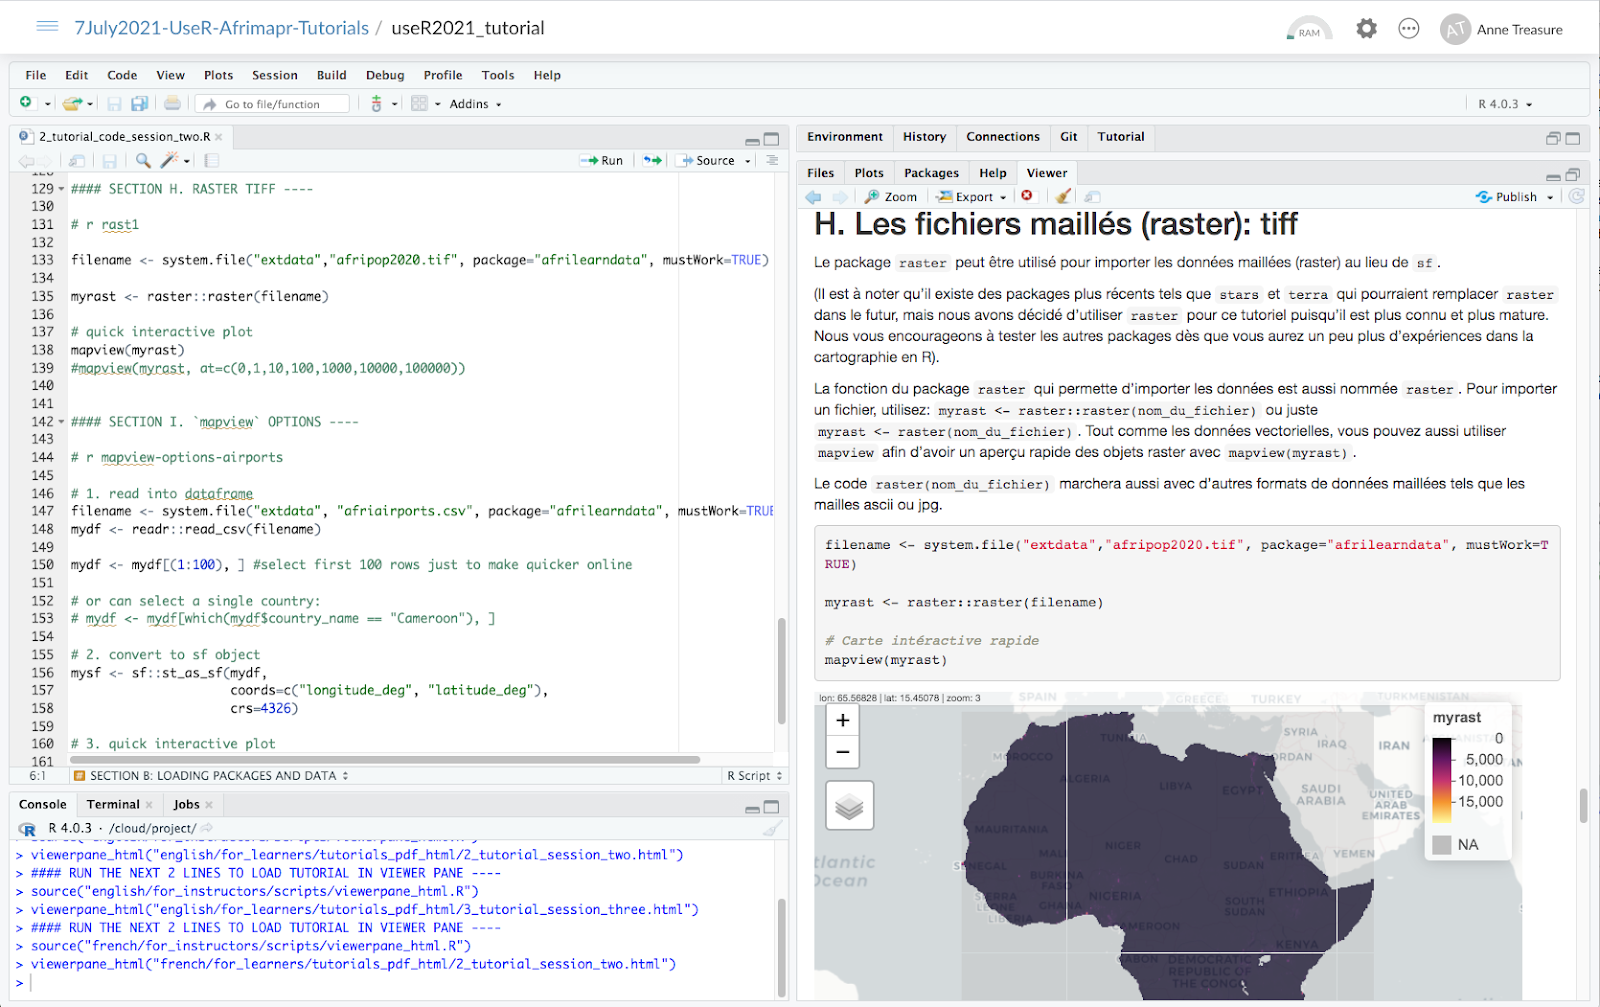 7July2021-UseR-Afrimapr-Tutorials / useR2021_tutorial
RAM
AT
Anne Treasure
File Edit Code View Plots Session Build Debug Profile Tools Help
Go to file/function
Addins
R 4.0.3
2_tutorial_code_session_two.R
Run
Source
129 #### SECTION H. RASTER TIFF ----
130
131 # r rast1
132
133 filename <- system.file("extdata","afripop2020.tif", package="afrilearndata", mustWork=TRUE)
134
135 myrast <- raster::raster(filename)
136
137 # quick interactive plot
138 mapview(myrast)
139 #mapview(myrast, at=c(0,1,10,100,1000,10000,100000))
140
141
142 #### SECTION I. `mapview` OPTIONS ----
143
144 # r mapview-options-airports
145
146 # 1. read into dataframe
147 filename <- system.file("extdata", "afriairports.csv", package="afrilearndata", mustWork=TRUE
148 mydf <- readr::read_csv(filename)
149
150 mydf <- mydf[(1:100), ] #select first 100 rows just to make quicker online
151
152 # or can select a single country:
153 # mydf <- mydf[which(mydf$country_name == "Cameroon"), ]
154
155 # 2. convert to sf object
156 mysf <- sf::st_as_sf(mydf,
157 coords=c("longitude_deg", "latitude_deg"),
158 crs=4326)
159
160 # 3. quick interactive plot
161
6:1 SECTION B: LOADING PACKAGES AND DATA R Script
Console Terminal Jobs
R 4.0.3 · /cloud/project/
> viewerpane_html("english/for_learners/tutorials_pdf_html/2_tutorial_session_two.html")
> #### RUN THE NEXT 2 LINES TO LOAD TUTORIAL IN VIEWER PANE ----
> source("english/for_instructors/scripts/viewerpane_html.R")
> viewerpane_html("english/for_learners/tutorials_pdf_html/3_tutorial_session_three.html")
> #### RUN THE NEXT 2 LINES TO LOAD TUTORIAL IN VIEWER PANE ----
> source("french/for_instructors/scripts/viewerpane_html.R")
> viewerpane_html("french/for_learners/tutorials_pdf_html/2_tutorial_session_two.html")
>
Environment History Connections Git Tutorial
Files Plots Packages Help Viewer
Zoom Export Publish
H. Les fichiers maillés (raster): tiff
Le package raster peut être utilisé pour importer les données maillées (raster) au lieu de sf .
(Il est à noter qu'il existe des packages plus récents tels que stars et terra qui pourraient remplacer raster
dans le futur, mais nous avons décidé d'utiliser raster pour ce tutoriel puisqu'il est plus connu et plus mature.
Nous vous encourageons à tester les autres packages dès que vous aurez un peu plus d'expériences dans la
cartographie en R).
La fonction du package raster qui permette d'importer les données est aussi nommée raster . Pour importer
un fichier, utilisez: myrast <- raster::raster(nom_du_fichier) ou juste
myrast <- raster(nom_du_fichier) . Tout comme les données vectorielles, vous pouvez aussi utiliser
mapview afin d'avoir un aperçu rapide des objets raster avec mapview(myrast) .
Le code raster(nom_du_fichier) marchera aussi avec d'autres formats de données maillées tels que les
mailles ascii ou jpg.
filename <- system.file("extdata","afripop2020.tif", package="afrilearndata", mustWork=T
RUE)
myrast <- raster::raster(filename)
# Carte intéractive rapide
mapview(myrast)
lon: 65.56828 | lat: 15.45078 | zoom: 3
SPAIN GREECE TURKEY TURKMENISTAN
+
−
myrast
0
5,000
10,000
15,000
NA
TUNISIA
SYRIA
IRAQ
IRAN
MOROCCO
JORDAN
ALGERIA
LIBYA
EGYPT
SAUDI
ARABIA
UNITED
ARAB
EMIRATES
MAURITANIA
MALI
NIGER
CHAD
SUDAN
ERITREA
YEMEN
tlantic
Ocean
SENEGAL
BURKINA
FASO
NIGERIA
ETHIOPIA
SIERRA
LEONE
GHANA
SOUTH
SUDAN
LIBERIA
CAMEROON
KENYA
GABON
DEMOCRATIC
REPUBLIC OF
THE CONGO